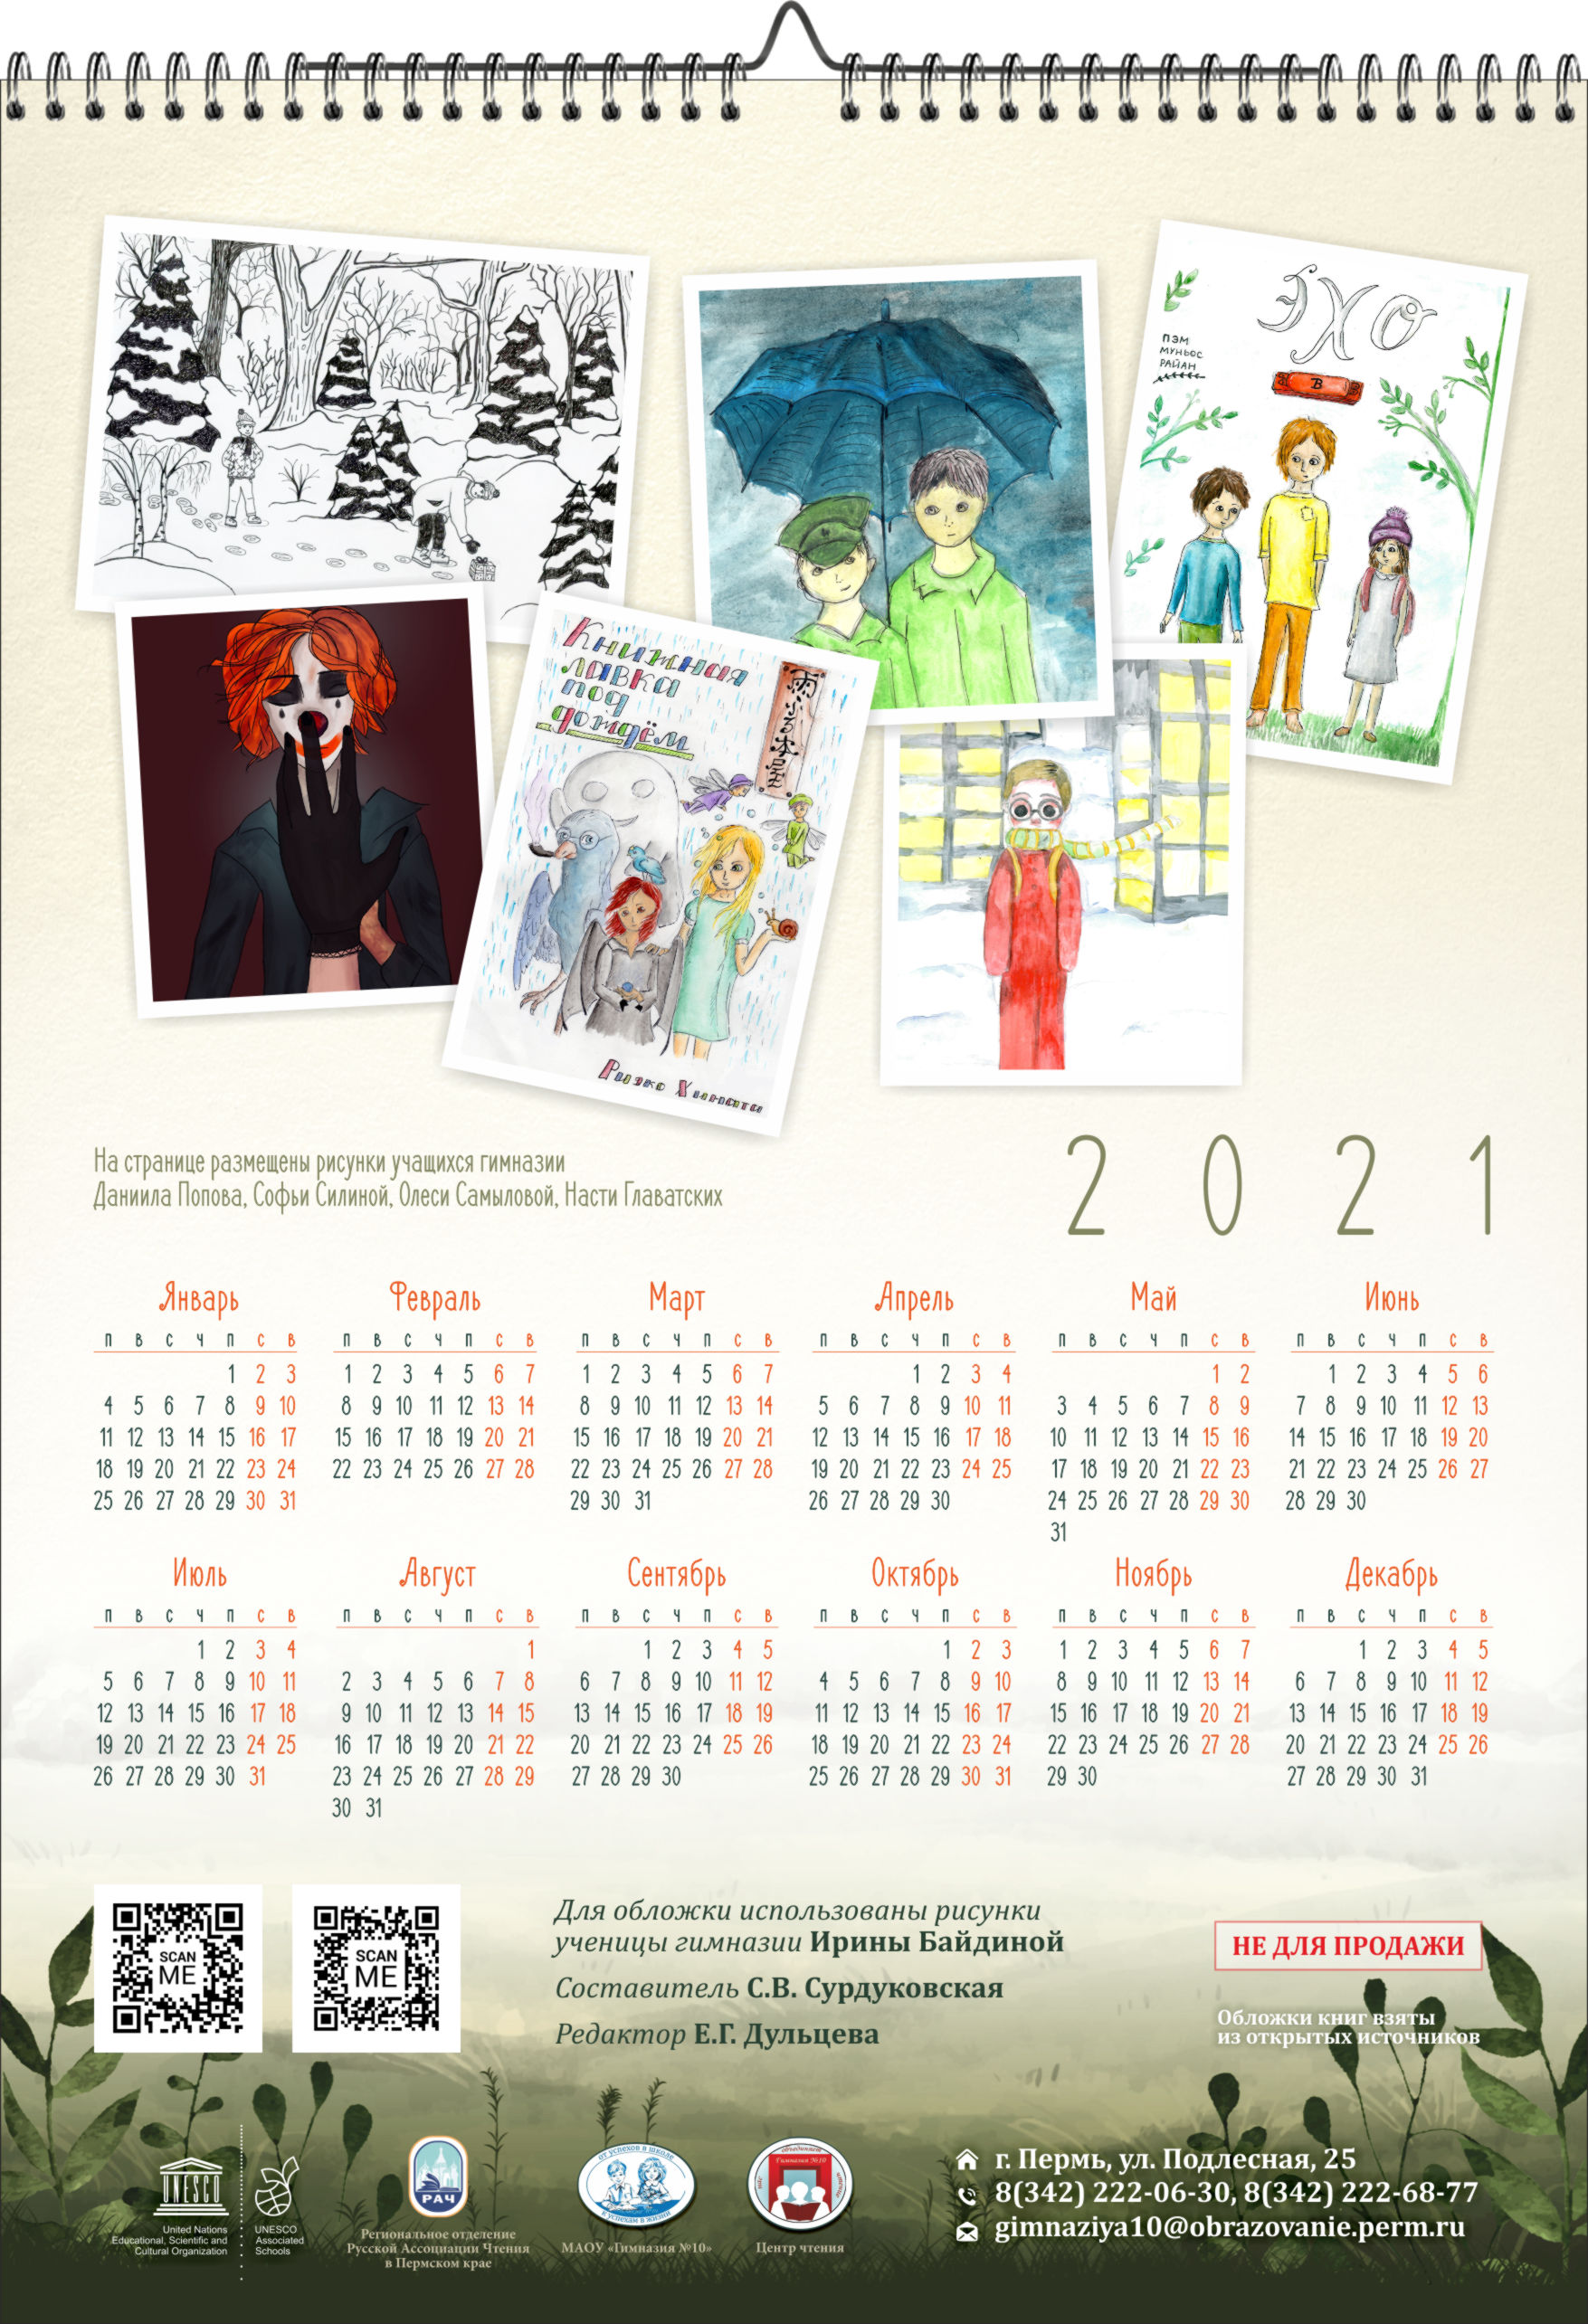 ЭХО
ПЭМ
МУНЬОС
РАЙАН
В
Книжная
лавка
под
дождём
Ризко Химнати
На странице размещены рисунки учащихся гимназии
Даниила Попова, Софьи Силиной, Олеси Самыловой, Насти Главатских
2 0 2 1
Январь
П В С Ч П С В
1 2 3
4 5 6 7 8 9 10
11 12 13 14 15 16 17
18 19 20 21 22 23 24
25 26 27 28 29 30 31
Февраль
П В С Ч П С В
1 2 3 4 5 6 7
8 9 10 11 12 13 14
15 16 17 18 19 20 21
22 23 24 25 26 27 28
Март
П В С Ч П С В
1 2 3 4 5 6 7
8 9 10 11 12 13 14
15 16 17 18 19 20 21
22 23 24 25 26 27 28
29 30 31
Апрель
П В С Ч П С В
1 2 3 4
5 6 7 8 9 10 11
12 13 14 15 16 17 18
19 20 21 22 23 24 25
26 27 28 29 30
Май
П В С Ч П С В
1 2
3 4 5 6 7 8 9
10 11 12 13 14 15 16
17 18 19 20 21 22 23
24 25 26 27 28 29 30
31
Июнь
П В С Ч П С В
1 2 3 4 5 6
7 8 9 10 11 12 13
14 15 16 17 18 19 20
21 22 23 24 25 26 27
28 29 30
Июль
П В С Ч П С В
1 2 3 4
5 6 7 8 9 10 11
12 13 14 15 16 17 18
19 20 21 22 23 24 25
26 27 28 29 30 31
Август
П В С Ч П С В
1
2 3 4 5 6 7 8
9 10 11 12 13 14 15
16 17 18 19 20 21 22
23 24 25 26 27 28 29
30 31
Сентябрь
П В С Ч П С В
1 2 3 4 5
6 7 8 9 10 11 12
13 14 15 16 17 18 19
20 21 22 23 24 25 26
27 28 29 30
Октябрь
П В С Ч П С В
1 2 3
4 5 6 7 8 9 10
11 12 13 14 15 16 17
18 19 20 21 22 23 24
25 26 27 28 29 30 31
Ноябрь
П В С Ч П С В
1 2 3 4 5 6 7
8 9 10 11 12 13 14
15 16 17 18 19 20 21
22 23 24 25 26 27 28
29 30
Декабрь
П В С Ч П С В
1 2 3 4 5
6 7 8 9 10 11 12
13 14 15 16 17 18 19
20 21 22 23 24 25 26
27 28 29 30 31
SCAN
ME
SCAN
ME
Для обложки использованы рисунки
ученицы гимназии Ирины Байдиной
Составитель С.В. Сурдуковская
Редактор Е.Г. Дульцева
НЕ ДЛЯ ПРОДАЖИ
Обложки книг взяты
из открытых источников
UNESCO
United Nations
Educational, Scientific and
Cultural Organization
UNESCO
Associated
Schools
РАЧ
Региональное отделение
Русской Ассоциации Чтения
в Пермском крае
от успехов в школе
к успехам в жизни
МАОУ «Гимназия №10»
объединяет
Гимназия №10
Центр чтения
г. Пермь, ул. Подлесная, 25
8(342) 222-06-30, 8(342) 222-68-77
gimnaziya10@obrazovanie.perm.ru